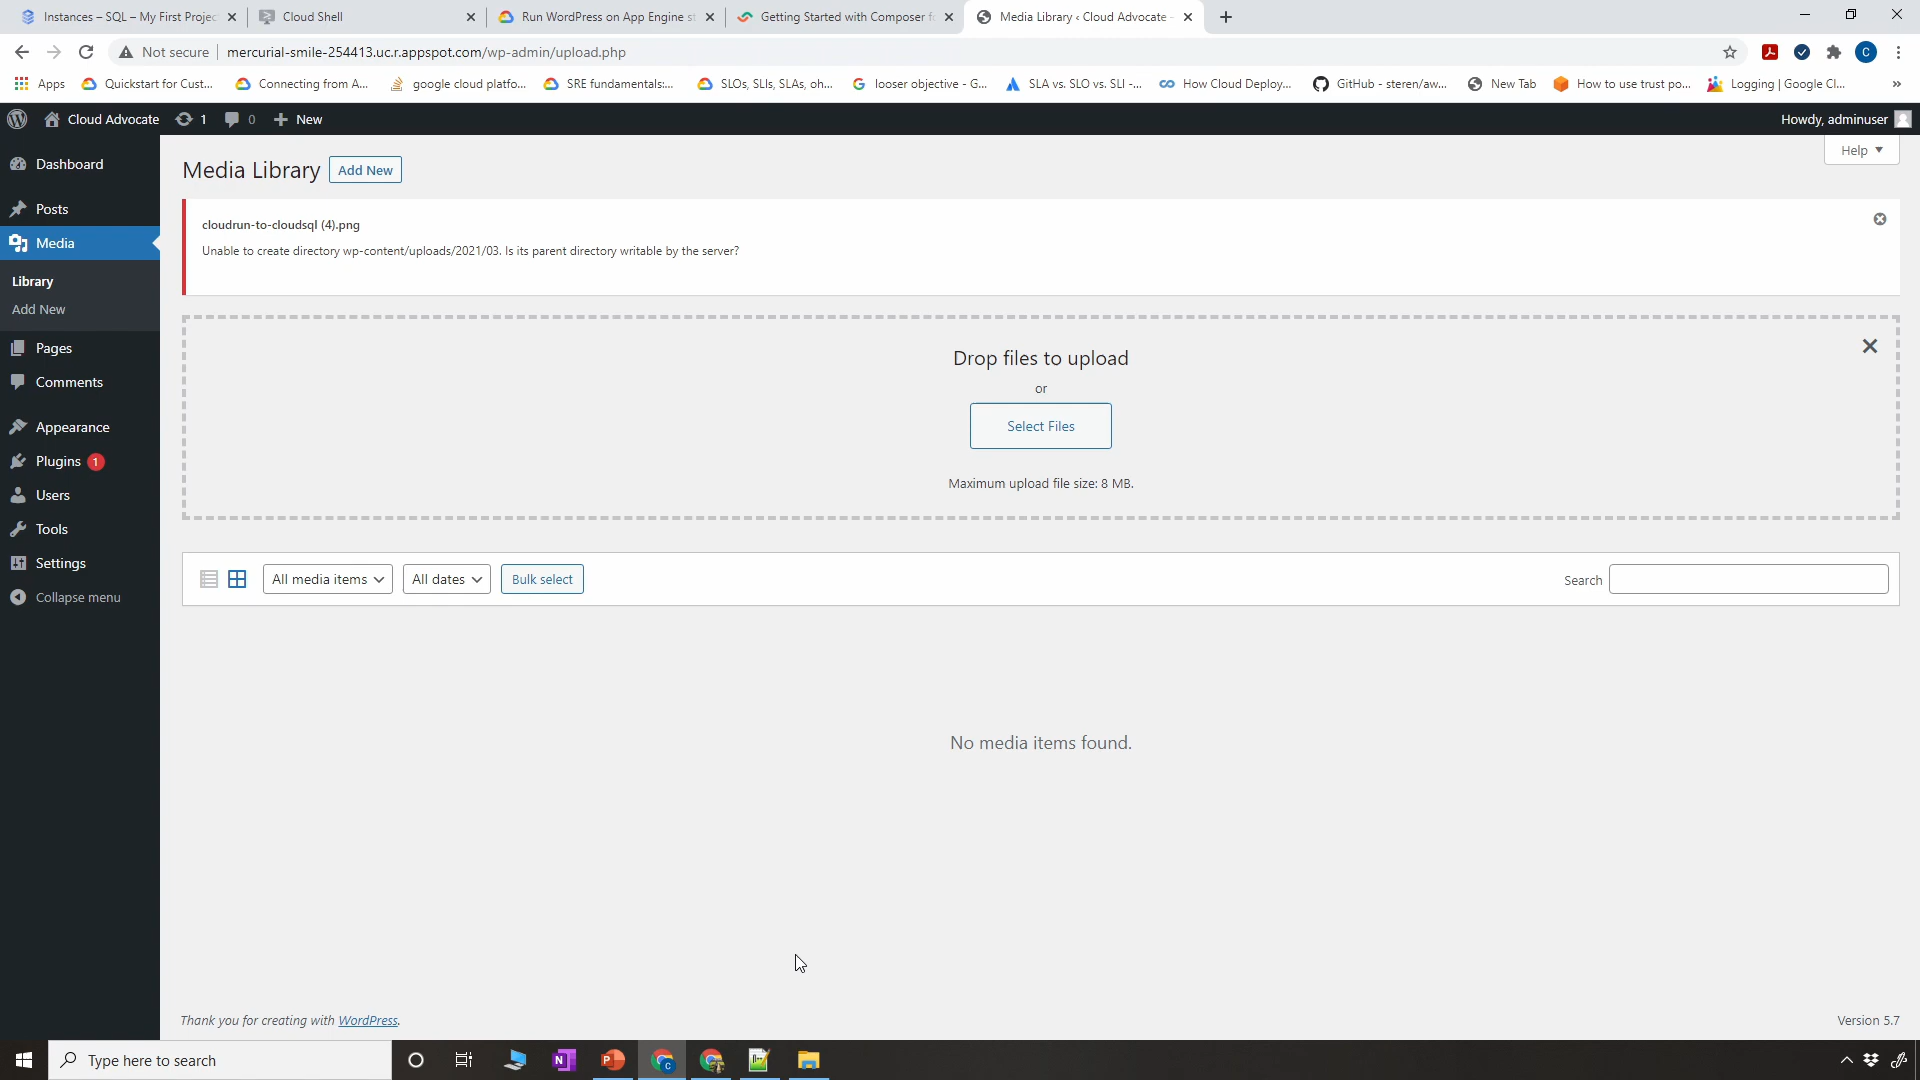 Instances – SQL – My First Projec
Cloud Shell
Run WordPress on App Engine st
Getting Started with Composer f
Media Library ‹ Cloud Advocate -
Not secure
mercurial-smile-254413.uc.r.appspot.com/wp-admin/upload.php
C
Apps
Quickstart for Cust...
Connecting from A...
google cloud platfo...
SRE fundamentals:...
SLOs, SLIs, SLAs, oh...
looser objective - G...
SLA vs. SLO vs. SLI -...
How Cloud Deploy...
GitHub - steren/aw...
New Tab
How to use trust po...
Logging | Google Cl...
»
Cloud Advocate
1
0
New
Howdy, adminuser
Dashboard
Posts
Media
Library
Add New
Pages
Comments
Appearance
Plugins 1
Users
Tools
Settings
Collapse menu
Help
Media Library
Add New
cloudrun-to-cloudsql (4).png
Unable to create directory wp-content/uploads/2021/03. Is its parent directory writable by the server?
Drop files to upload
or
Select Files
Maximum upload file size: 8 MB.
All media items
All dates
Bulk select
Search
No media items found.
Thank you for creating with WordPress.
Version 5.7
Type here to search